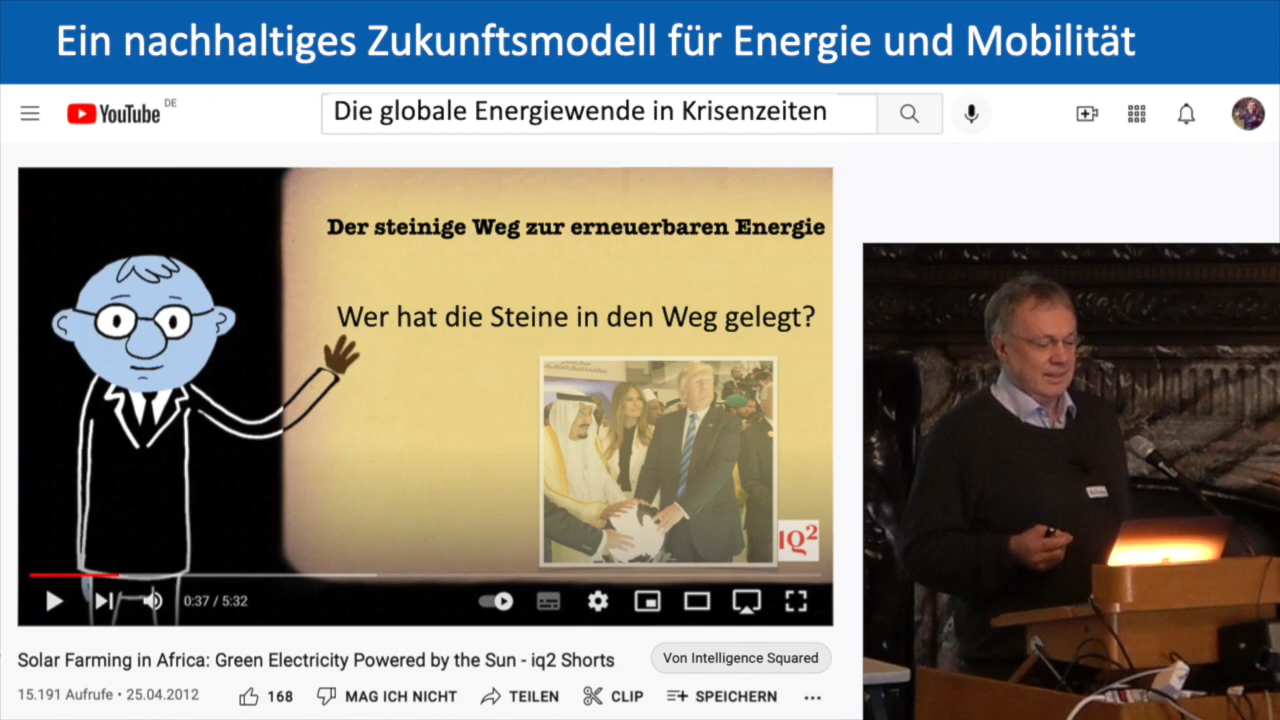 Ein nachhaltiges Zukunftsmodell für Energie und Mobilität
YouTube DE
Die globale Energiewende in Krisenzeiten
Der steinige Weg zur erneuerbaren Energie
Wer hat die Steine in den Weg gelegt?
IQ²
0:37 / 5:32
Solar Farming in Africa: Green Electricity Powered by the Sun - iq2 Shorts
Von Intelligence Squared
15.191 Aufrufe • 25.04.2012
168
MAG ICH NICHT
TEILEN
CLIP
SPEICHERN